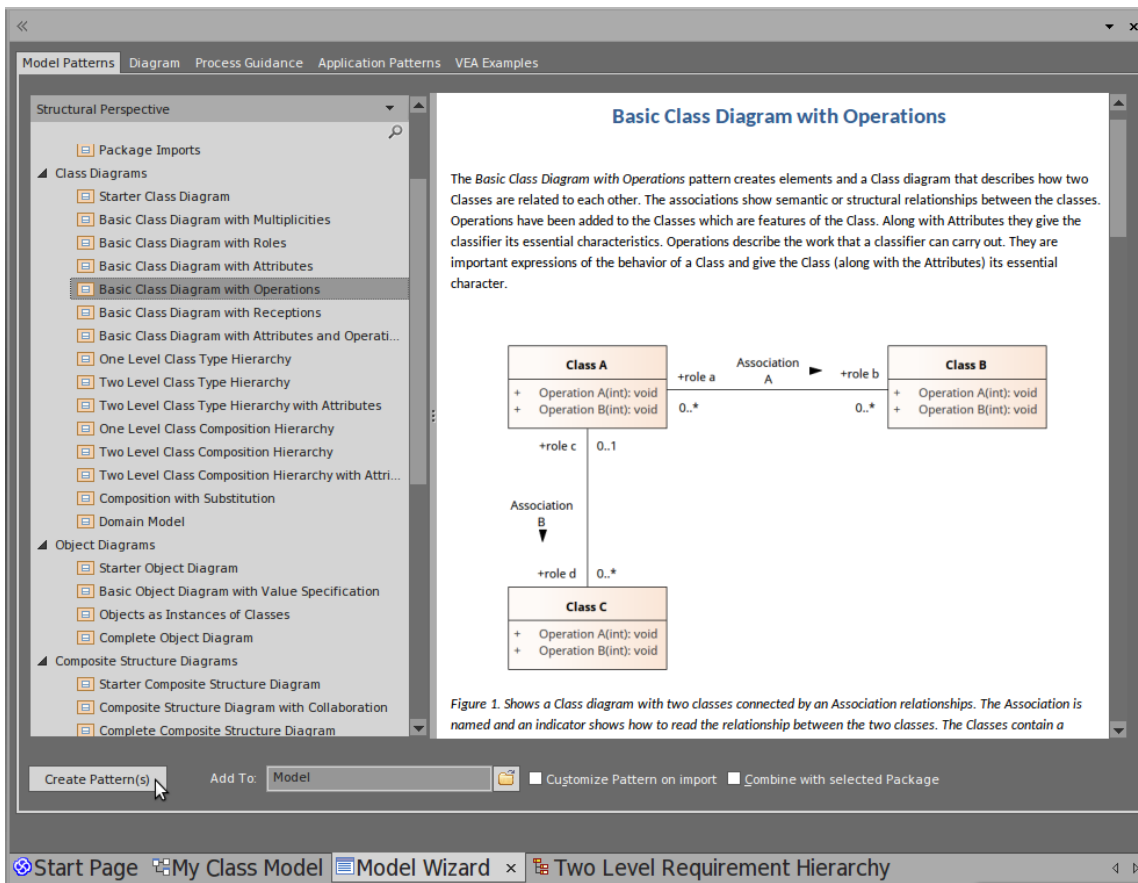 Model Patterns Diagram Process Guidance Application Patterns VEA Examples
Structural Perspective
Package Imports
Class Diagrams
Starter Class Diagram
Basic Class Diagram with Multiplicities
Basic Class Diagram with Roles
Basic Class Diagram with Attributes
Basic Class Diagram with Operations
Basic Class Diagram with Receptions
Basic Class Diagram with Attributes and Operati...
One Level Class Type Hierarchy
Two Level Class Type Hierarchy
Two Level Class Type Hierarchy with Attributes
One Level Class Composition Hierarchy
Two Level Class Composition Hierarchy
Two Level Class Composition Hierarchy with Attri...
Composition with Substitution
Domain Model
Object Diagrams
Starter Object Diagram
Basic Object Diagram with Value Specification
Objects as Instances of Classes
Complete Object Diagram
Composite Structure Diagrams
Starter Composite Structure Diagram
Composite Structure Diagram with Collaboration
Complete Composite Structure Diagram
Basic Class Diagram with Operations
The Basic Class Diagram with Operations pattern creates elements and a Class diagram that describes how two
Classes are related to each other. The associations show semantic or structural relationships between the classes.
Operations have been added to the Classes which are features of the Class. Along with Attributes they give the
classifier its essential characteristics. Operations describe the work that a classifier can carry out. They are
important expressions of the behavior of a Class and give the Class (along with the Attributes) its essential
character.
Class A
+ Operation A(int): void
+ Operation B(int): void
+role a
0..*
Association
A
+role b
0..*
Class B
+ Operation A(int): void
+ Operation B(int): void
+role c 0..1
Association
B
+role d 0..*
Class C
+ Operation A(int): void
+ Operation B(int): void
Figure 1. Shows a Class diagram with two classes connected by an Association relationships. The Association is
named and an indicator shows how to read the relationship between the two classes. The Classes contain a
Create Pattern(s) Add To: Model Customize Pattern on import Combine with selected Package
Start Page My Class Model Model Wizard × Two Level Requirement Hierarchy